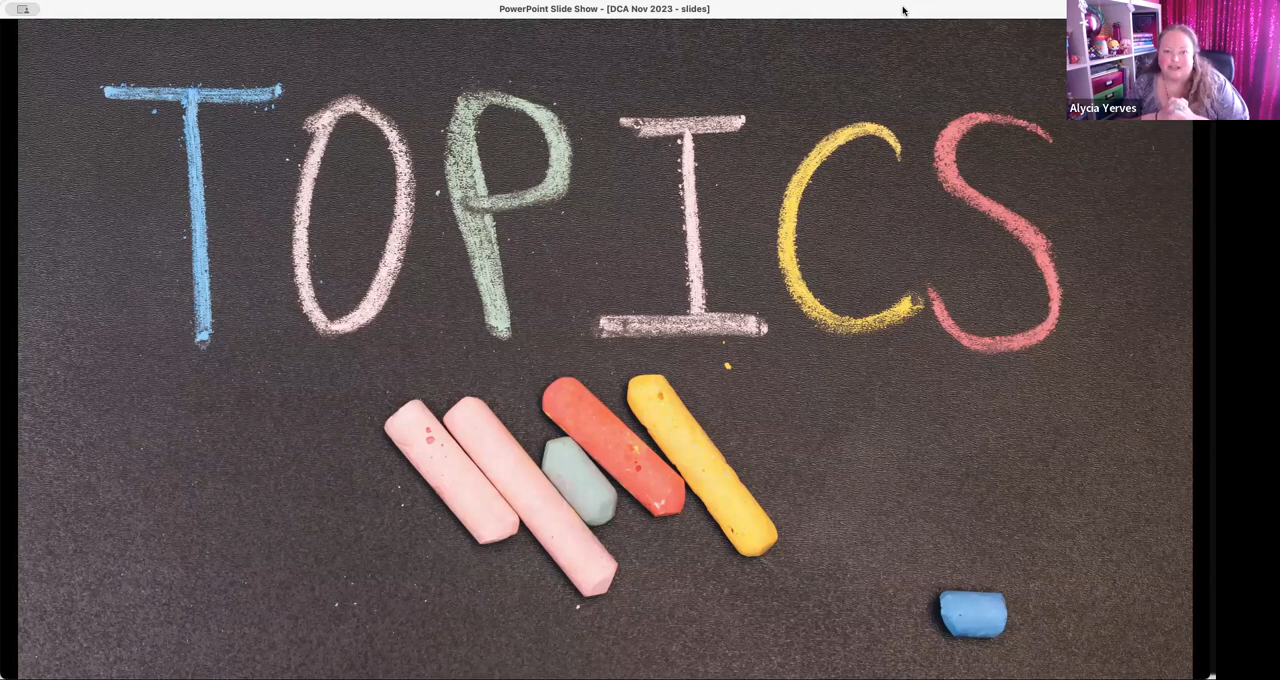 PowerPoint Slide Show - [DCA Nov 2023 - slides]
Alycia Yerves
TOPICS